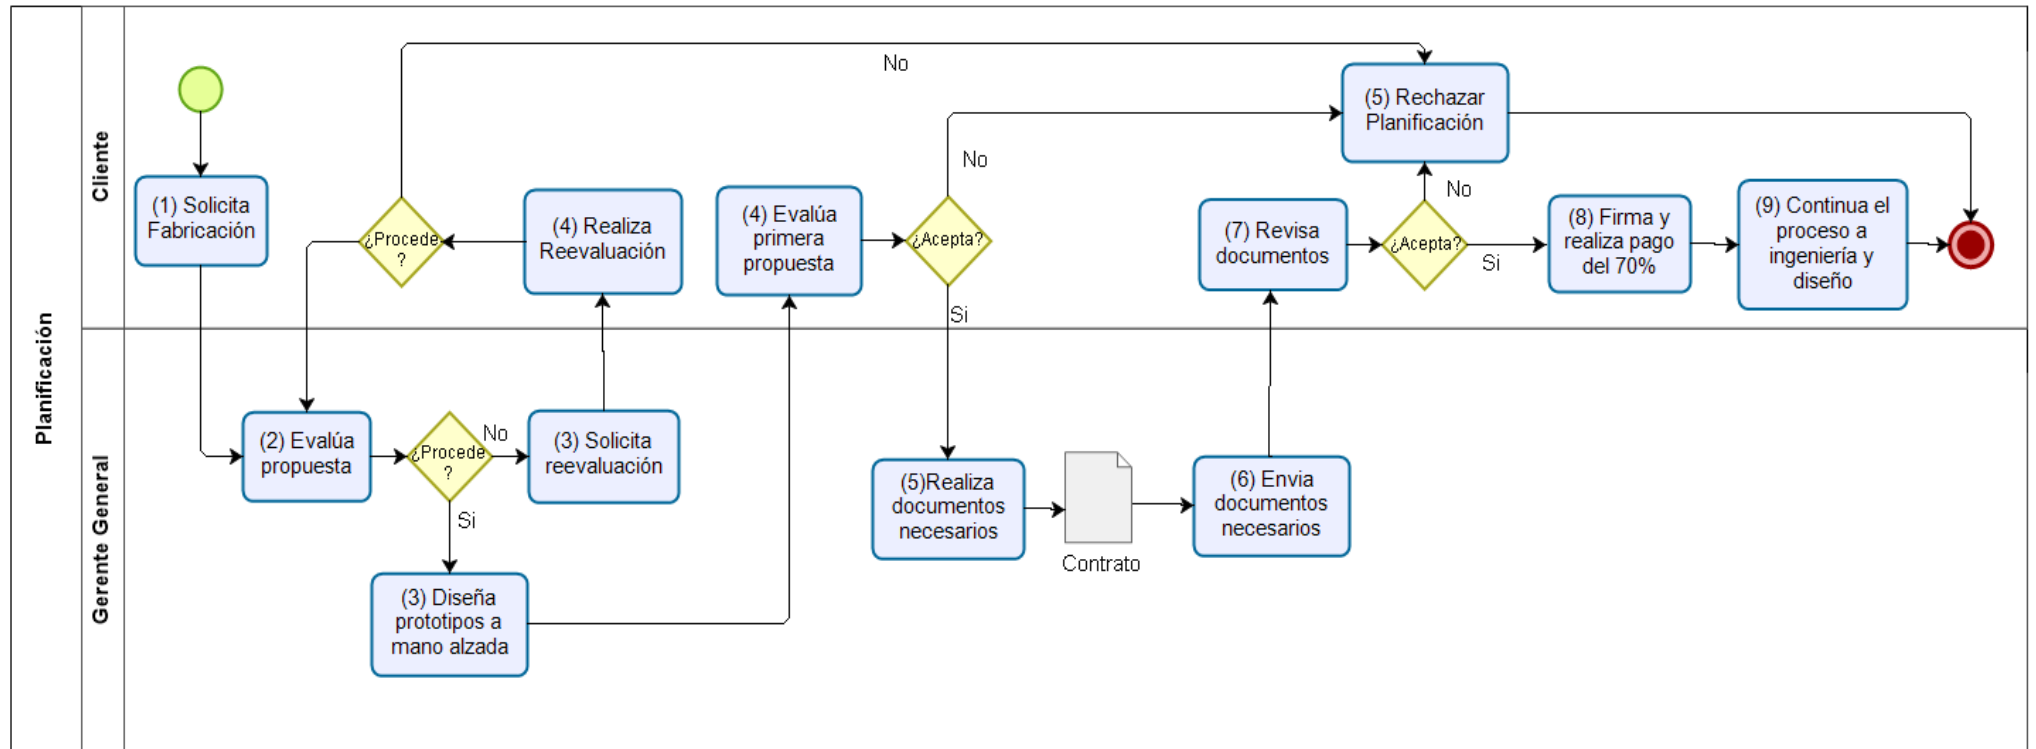 Planificación
Cliente
Gerente General
(1) Solicita
Fabricación
¿Procede
?
No
(4) Realiza
Reevaluación
(4) Evalúa
primera
propuesta
¿Acepta?
No
Si
(5) Rechazar
Planificación
(7) Revisa
documentos
¿Acepta?
No
Si
(8) Firma y
realiza pago
del 70%
(9) Continua el
proceso a
ingeniería y
diseño
(2) Evalúa
propuesta
¿Procede
?
No
Si
(3) Solicita
reevaluación
(3) Diseña
prototipos a
mano alzada
(5)Realiza
documentos
necesarios
Contrato
(6) Envia
documentos
necesarios